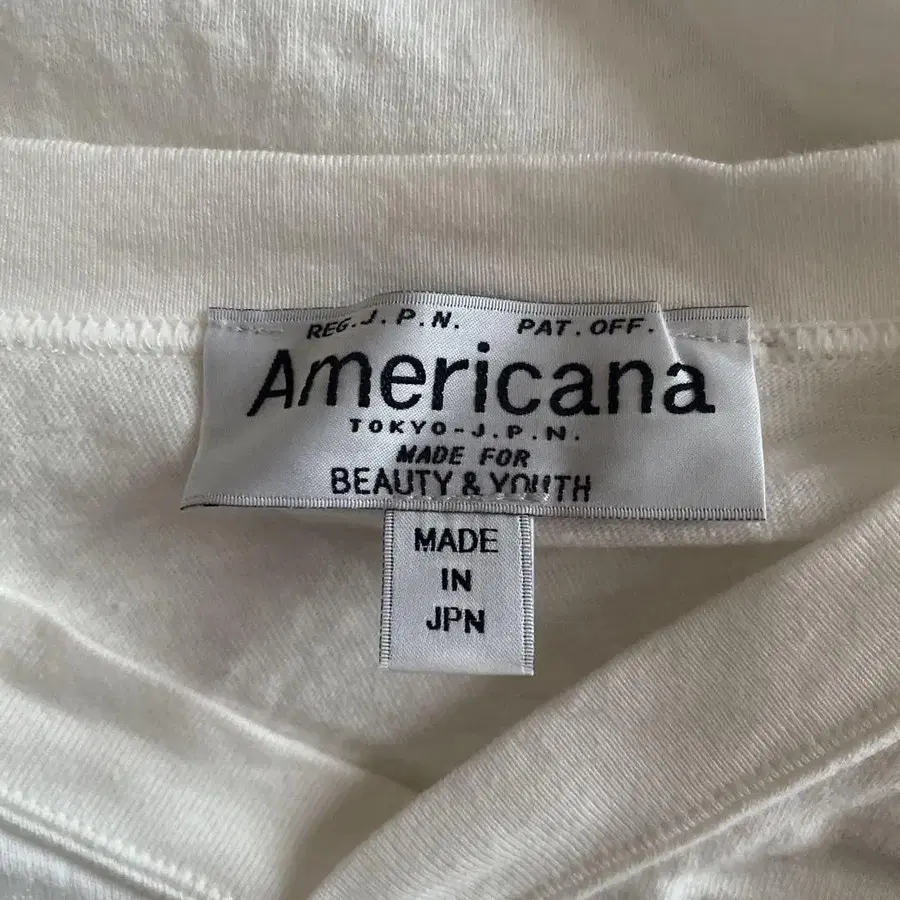 REG. J. P. N. PAT. OFF.
Americana
TOKYO-J.P.N.
MADE FOR
BEAUTY & YOUTH
MADE
IN
JPN